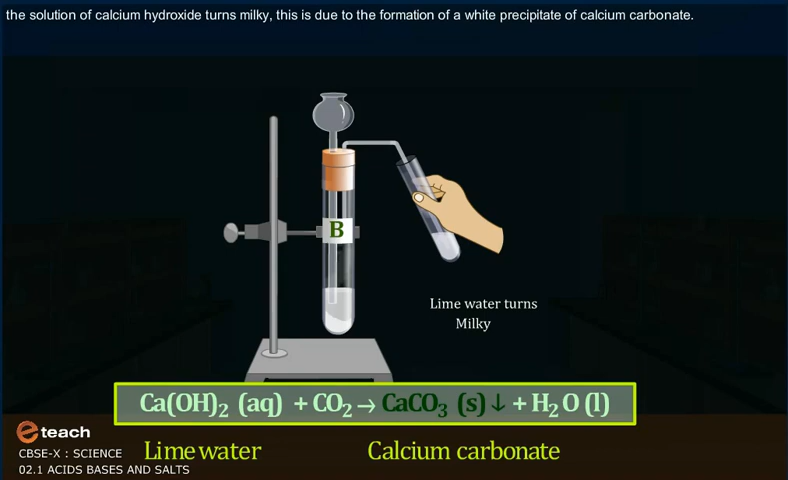 the solution of calcium hydroxide turns milky, this is due to the formation of a white precipitate of calcium carbonate.
B
Lime water turns
Milky
Ca(OH)₂ (aq) + CO₂ → CaCO₃ (s)↓ + H₂O (l)
Lime water
Calcium carbonate
e teach
CBSE-X : SCIENCE
02.1 ACIDS BASES AND SALTS